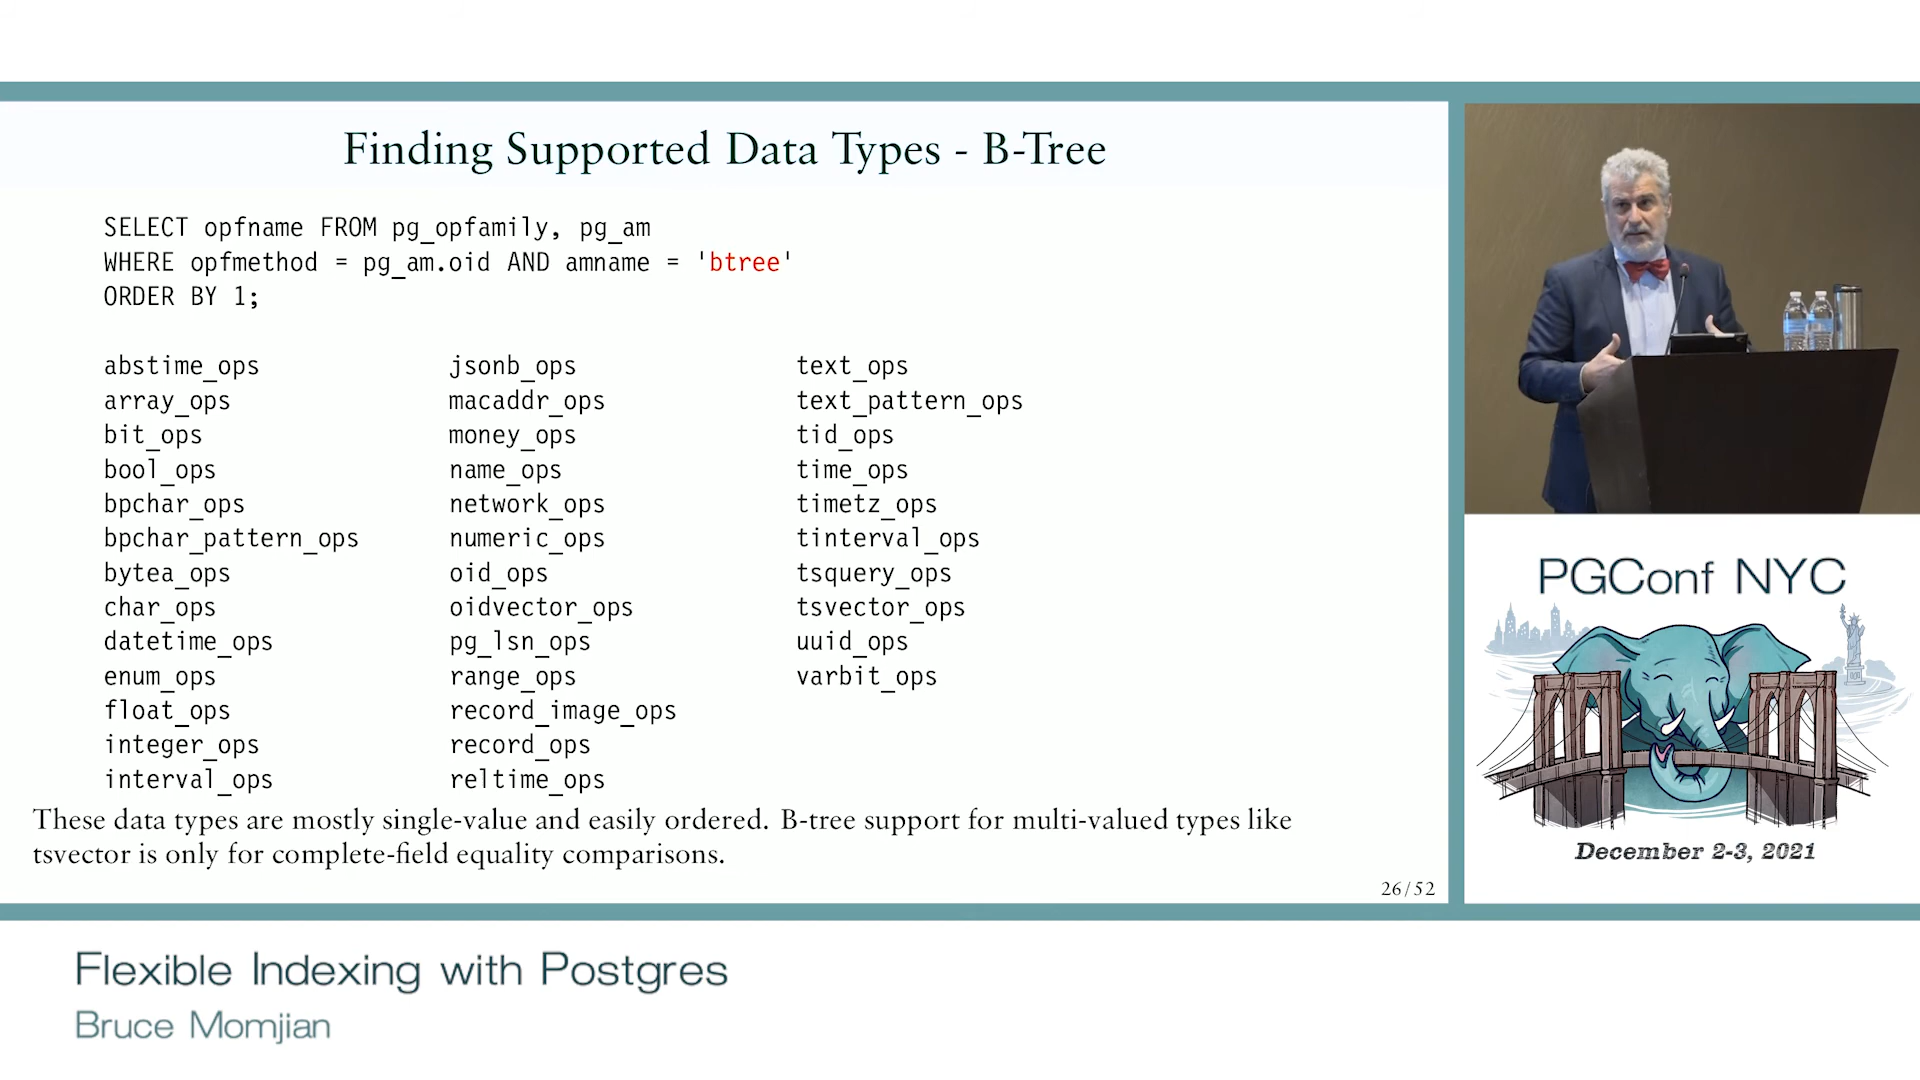 Finding Supported Data Types - B-Tree
SELECT opfname FROM pg_opfamily, pg_am
WHERE opfmethod = pg_am.oid AND amname = 'btree'
ORDER BY 1;
abstime_ops
array_ops
bit_ops
bool_ops
bpchar_ops
bpchar_pattern_ops
bytea_ops
char_ops
datetime_ops
enum_ops
float_ops
integer_ops
interval_ops
jsonb_ops
macaddr_ops
money_ops
name_ops
network_ops
numeric_ops
oid_ops
oidvector_ops
pg_lsn_ops
range_ops
record_image_ops
record_ops
reltime_ops
text_ops
text_pattern_ops
tid_ops
time_ops
timetz_ops
tinterval_ops
tsquery_ops
tsvector_ops
uuid_ops
varbit_ops
These data types are mostly single-value and easily ordered. B-tree support for multi-valued types like
tsvector is only for complete-field equality comparisons.
26/52
PGConf NYC
December 2-3, 2021
Flexible Indexing with Postgres
Bruce Momjian